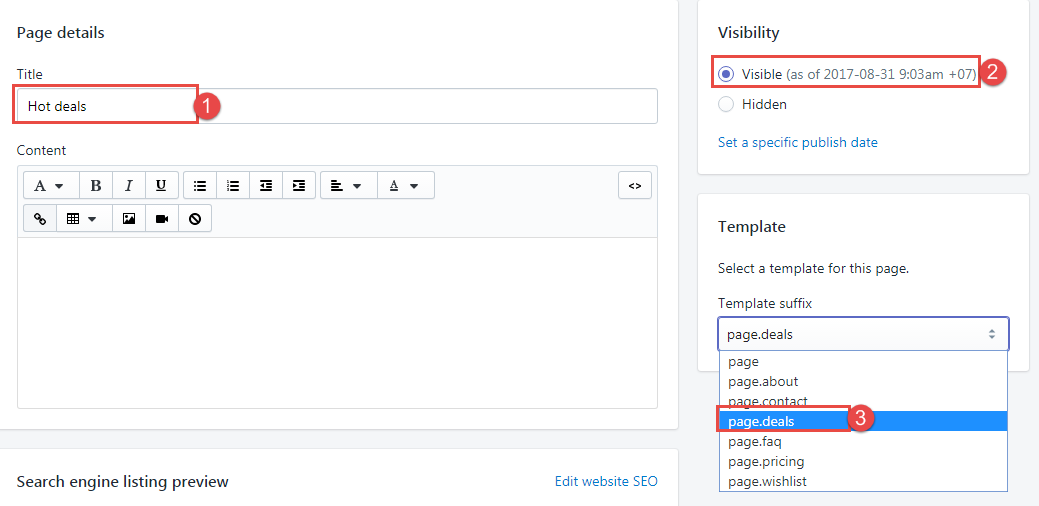 Page details
Title
Hot deals
1
Content
A
B I U
A
<>
Search engine listing preview
Edit website SEO
Visibility
Visible (as of 2017-08-31 9:03am +07)
2
Hidden
Set a specific publish date
Template
Select a template for this page.
Template suffix
page.deals
page
page.about
page.contact
page.deals
3
page.faq
page.pricing
page.wishlist